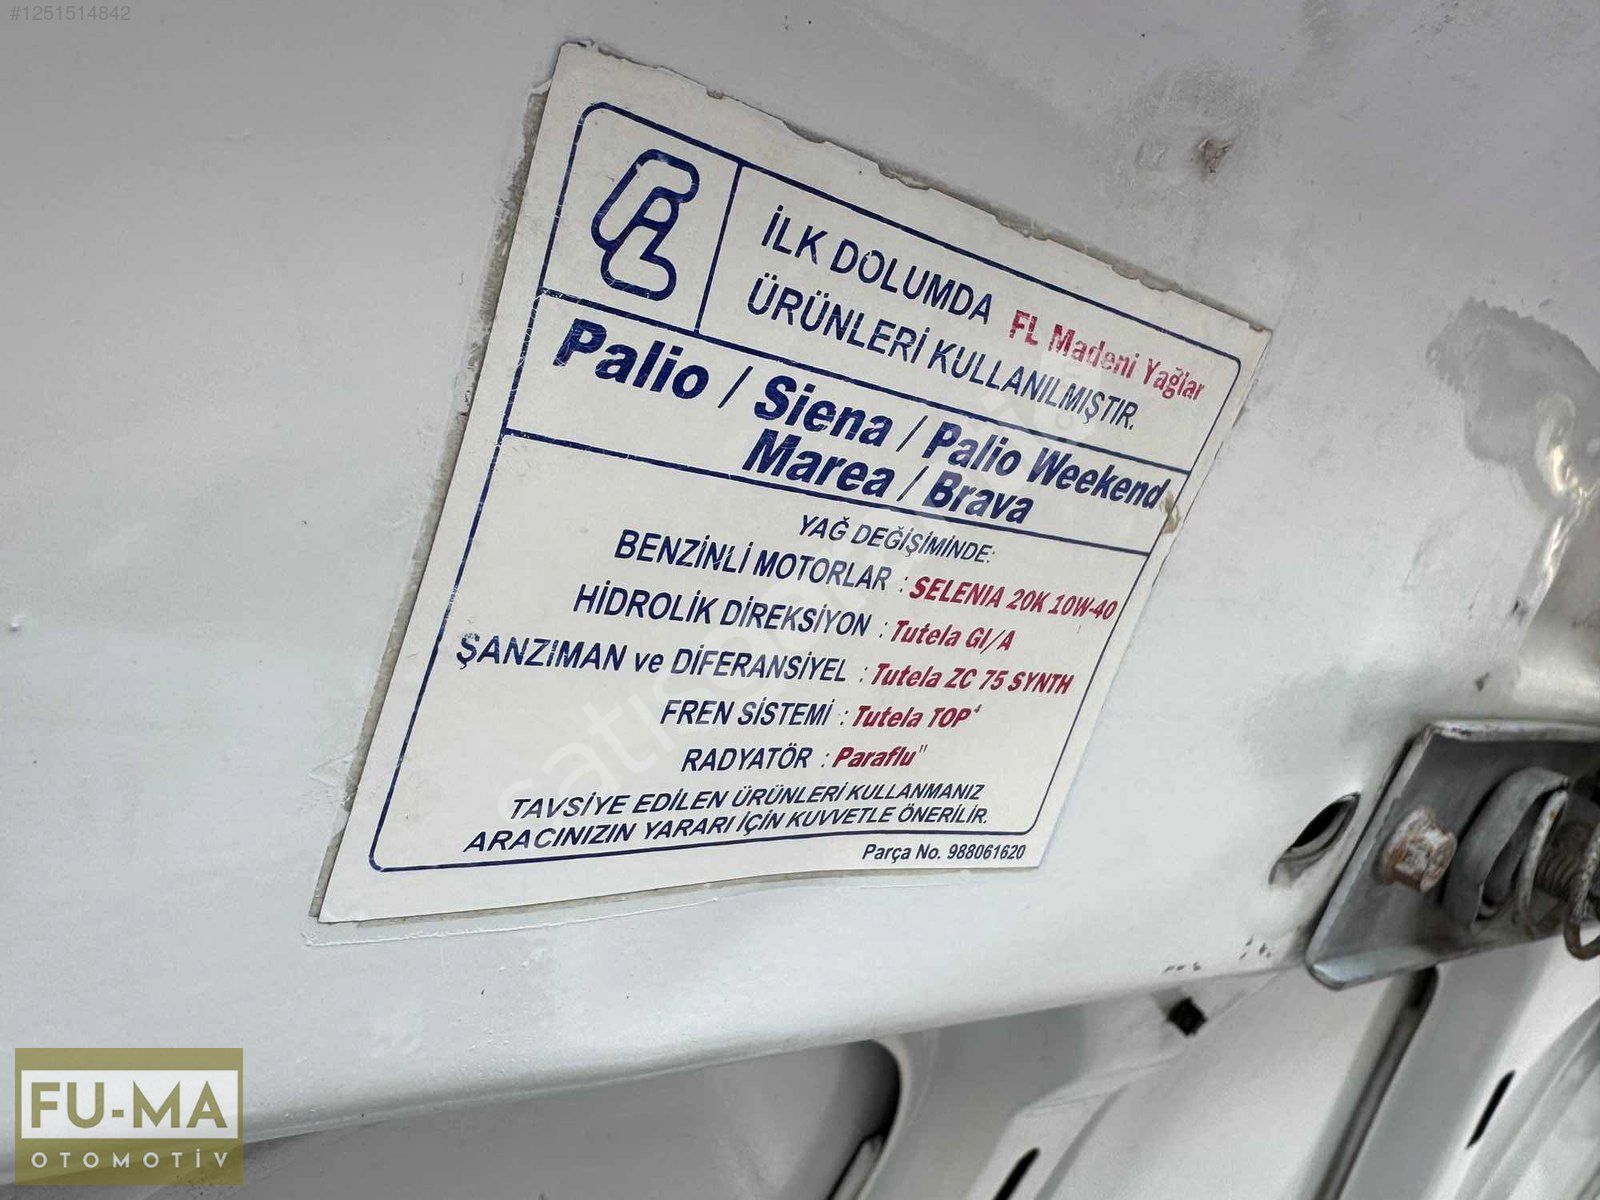 #1251514842
FL
İLK DOLUMDA FL Madeni Yağlar
ÜRÜNLERİ KULLANILMIŞTIR.
Palio / Siena / Palio Weekend
Marea / Brava
YAĞ DEĞİŞİMİNDE:
BENZİNLİ MOTORLAR : SELENIA 20K 10W-40
HİDROLİK DİREKSİYON : Tutela GI/A
ŞANZIMAN ve DİFERANSİYEL : Tutela ZC 75 SYNTH
FREN SİSTEMİ : Tutela TOP⁴
RADYATÖR : Paraflu"
TAVSİYE EDİLEN ÜRÜNLERİ KULLANMANIZ
ARACINIZIN YARARI İÇİN KUVVETLE ÖNERİLİR.
Parça No. 988061620
FU-MA
OTOMOTİV